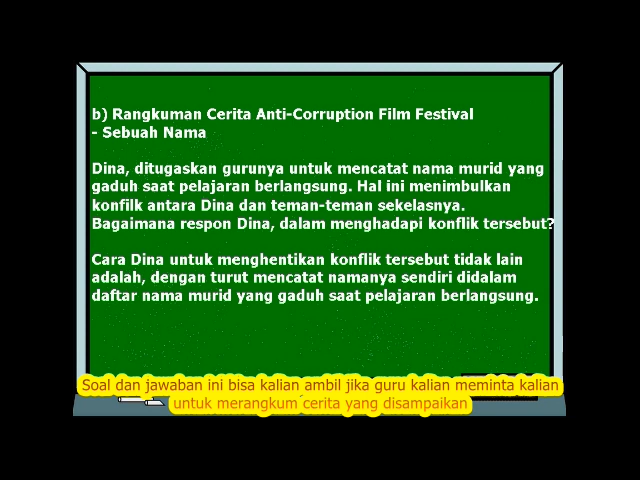 b) Rangkuman Cerita Anti-Corruption Film Festival
- Sebuah Nama
Dina, ditugaskan gurunya untuk mencatat nama murid yang
gaduh saat pelajaran berlangsung. Hal ini menimbulkan
konfilk antara Dina dan teman-teman sekelasnya.
Bagaimana respon Dina, dalam menghadapi konflik tersebut?
Cara Dina untuk menghentikan konflik tersebut tidak lain
adalah, dengan turut mencatat namanya sendiri didalam
daftar nama murid yang gaduh saat pelajaran berlangsung.
Soal dan jawaban ini bisa kalian ambil jika guru kalian meminta kalian
untuk merangkum cerita yang disampaikan